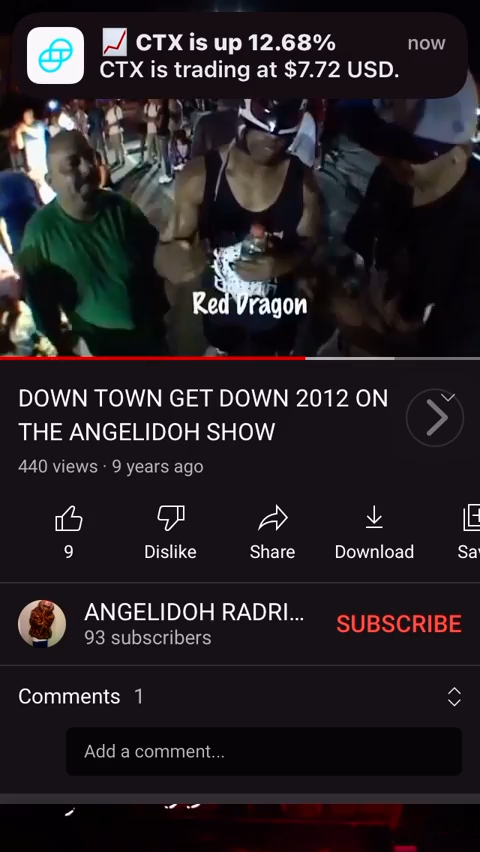 📈 CTX is up 12.68%
now
CTX is trading at $7.72 USD.
Red Dragon
DOWN TOWN GET DOWN 2012 ON
THE ANGELIDOH SHOW
440 views · 9 years ago
9
Dislike
Share
Download
Sav
ANGELIDOH RADRI...
93 subscribers
SUBSCRIBE
Comments 1
Add a comment...